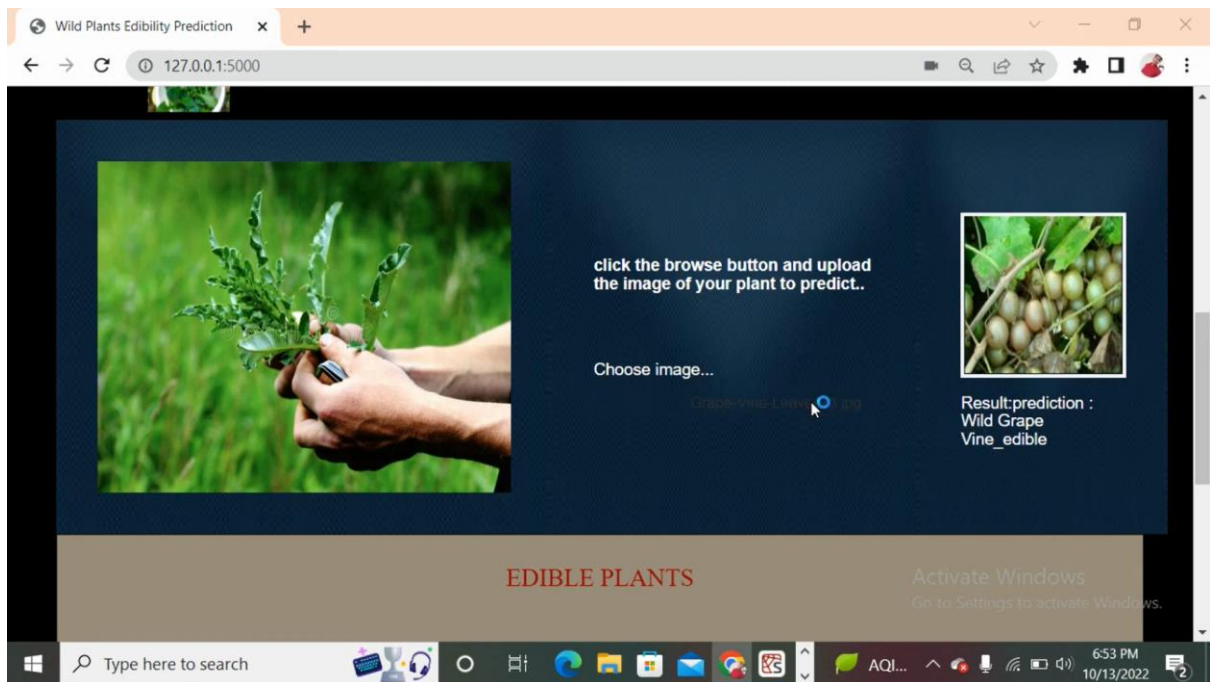 Wild Plants Edibility Prediction
127.0.0.1:5000
click the browse button and upload
the image of your plant to predict..
Choose image...
Result:prediction :
Wild Grape
Vine_edible
EDIBLE PLANTS
Activate Windows
Go to Settings to activate Windows.
Type here to search
AQI...
6:53 PM
10/13/2022
2